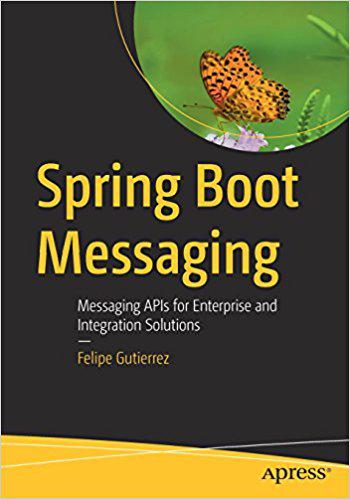 Spring Boot
Messaging
Messaging APIs for Enterprise and
Integration Solutions
—
Felipe Gutierrez
Apress®